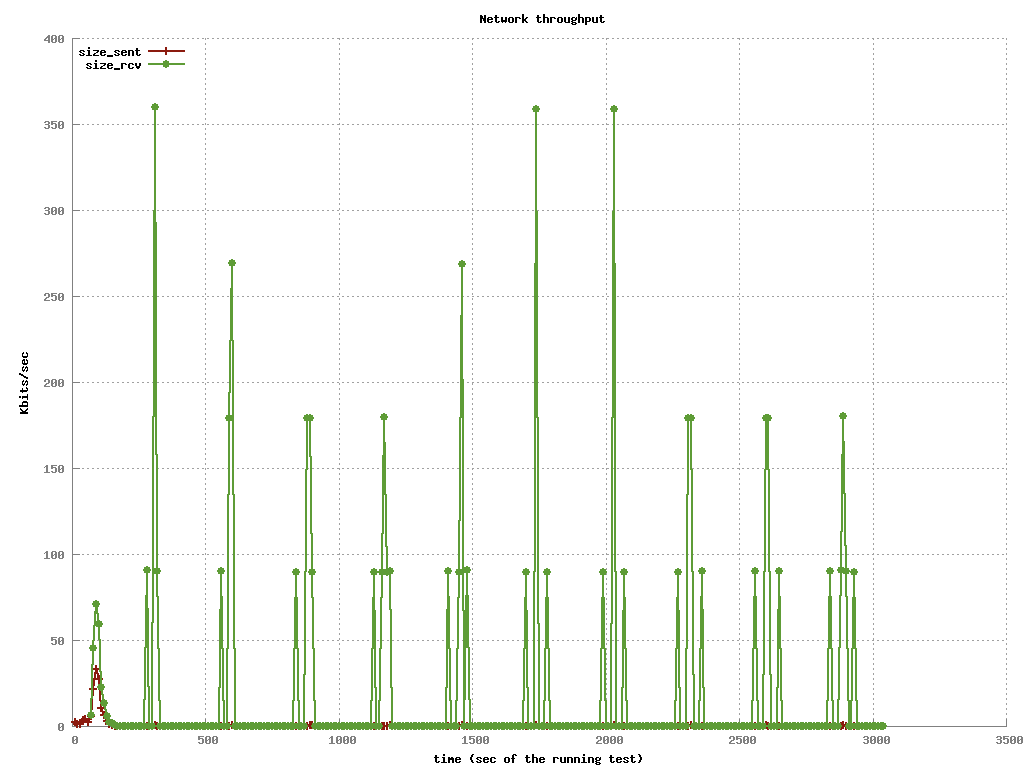 Network throughput
size_sent
size_rcv
400
350
300
250
200
150
100
50
0
Kbits/sec
0 500 1000 1500 2000 2500 3000 3500
time (sec of the running test)